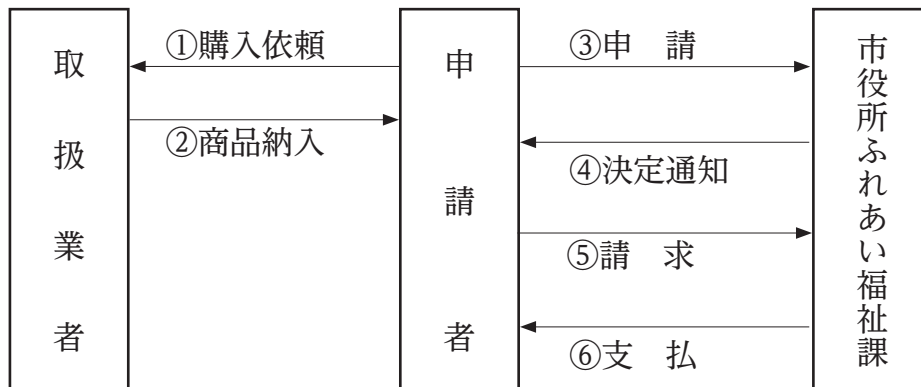 取扱業者
①購入依頼
②商品納入
申請者
③申　請
④決定通知
⑤請　求
⑥支　払
市役所ふれあい福祉課